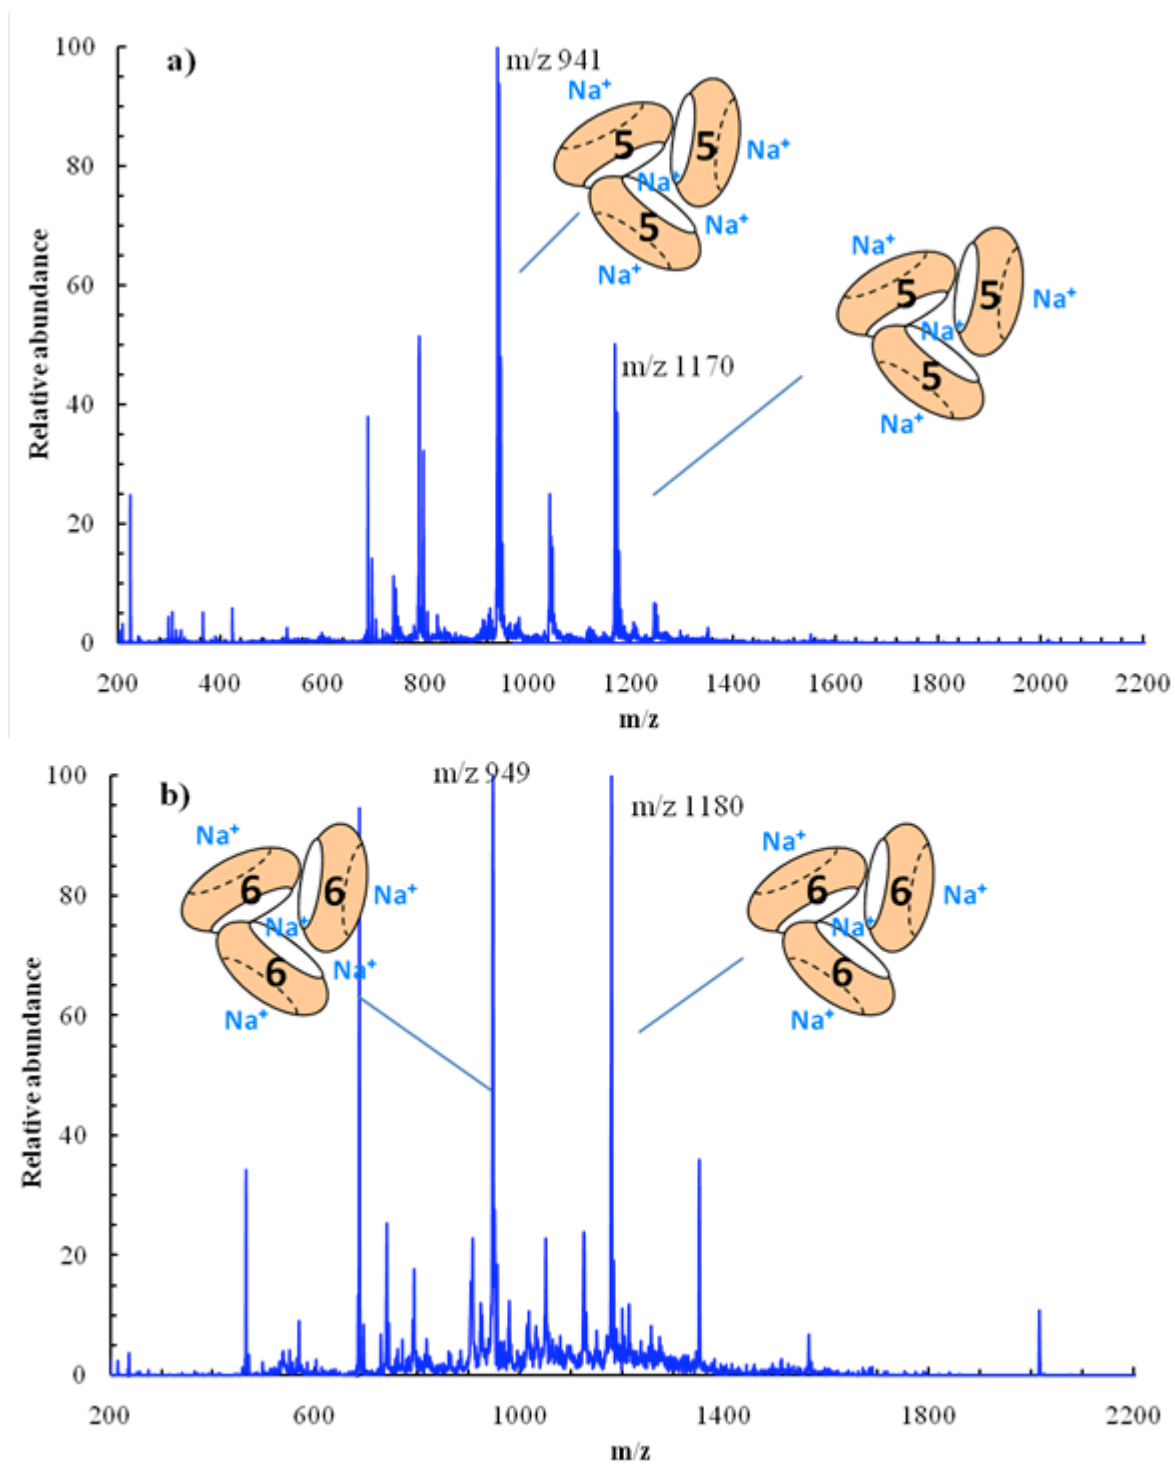 a)
m/z 941
Na⁺
5
5
Na⁺
Na⁺
5
Na⁺
Na⁺
m/z 1170
Na⁺
5
5
Na⁺
Na⁺
5
Na⁺
Relative abundance
100
80
60
40
20
0
200 400 600 800 1000 1200 1400 1600 1800 2000 2200
m/z
b)
m/z 949
Na⁺
6
6
Na⁺
Na⁺
6
Na⁺
Na⁺
m/z 1180
Na⁺
6
6
Na⁺
Na⁺
6
Na⁺
Relative abundance
100
80
60
40
20
0
200 600 1000 1400 1800 2200
m/z